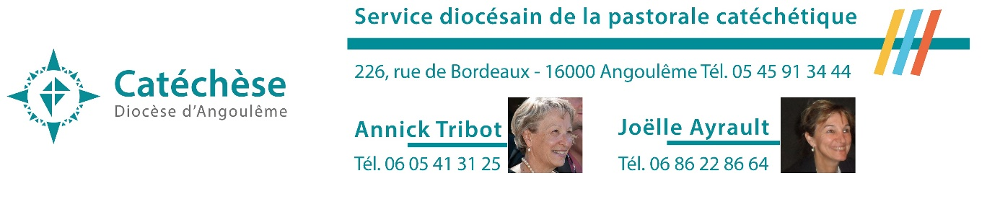 Service diocésain de la pastorale catéchétique
226, rue de Bordeaux - 16000 Angoulême Tél. 05 45 91 34 44
Catéchèse
Diocèse d'Angoulême
Annick Tribot
Tél. 06 05 41 31 25
Joëlle Ayrault
Tél. 06 86 22 86 64